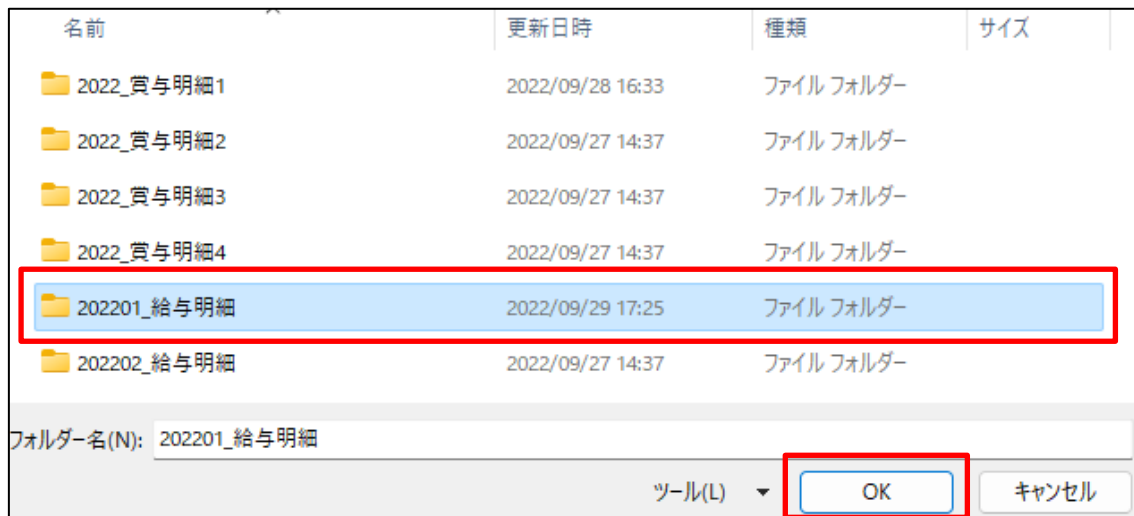 名前 更新日時 種類 サイズ
2022_賞与明細1 2022/09/28 16:33 ファイル フォルダー
2022_賞与明細2 2022/09/27 14:37 ファイル フォルダー
2022_賞与明細3 2022/09/27 14:37 ファイル フォルダー
2022_賞与明細4 2022/09/27 14:37 ファイル フォルダー
202201_給与明細 2022/09/29 17:25 ファイル フォルダー
202202_給与明細 2022/09/27 14:37 ファイル フォルダー
フォルダー名(N): 202201_給与明細
ツール(L) OK キャンセル